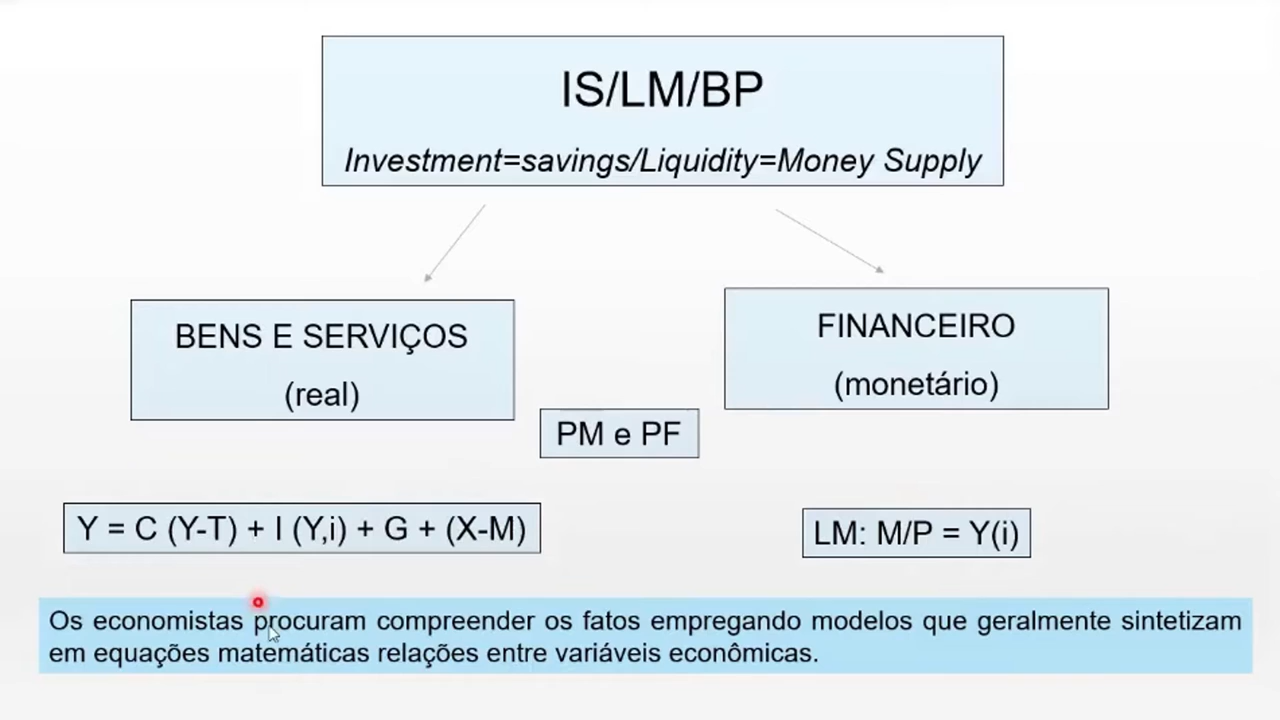 IS/LM/BP
Investment=savings/Liquidity=Money Supply
BENS E SERVIÇOS
(real)
FINANCEIRO
(monetário)
PM e PF
Y = C (Y-T) + I (Y,i) + G + (X-M)
LM: M/P = Y(i)
Os economistas procuram compreender os fatos empregando modelos que geralmente sintetizam
em equações matemáticas relações entre variáveis econômicas.